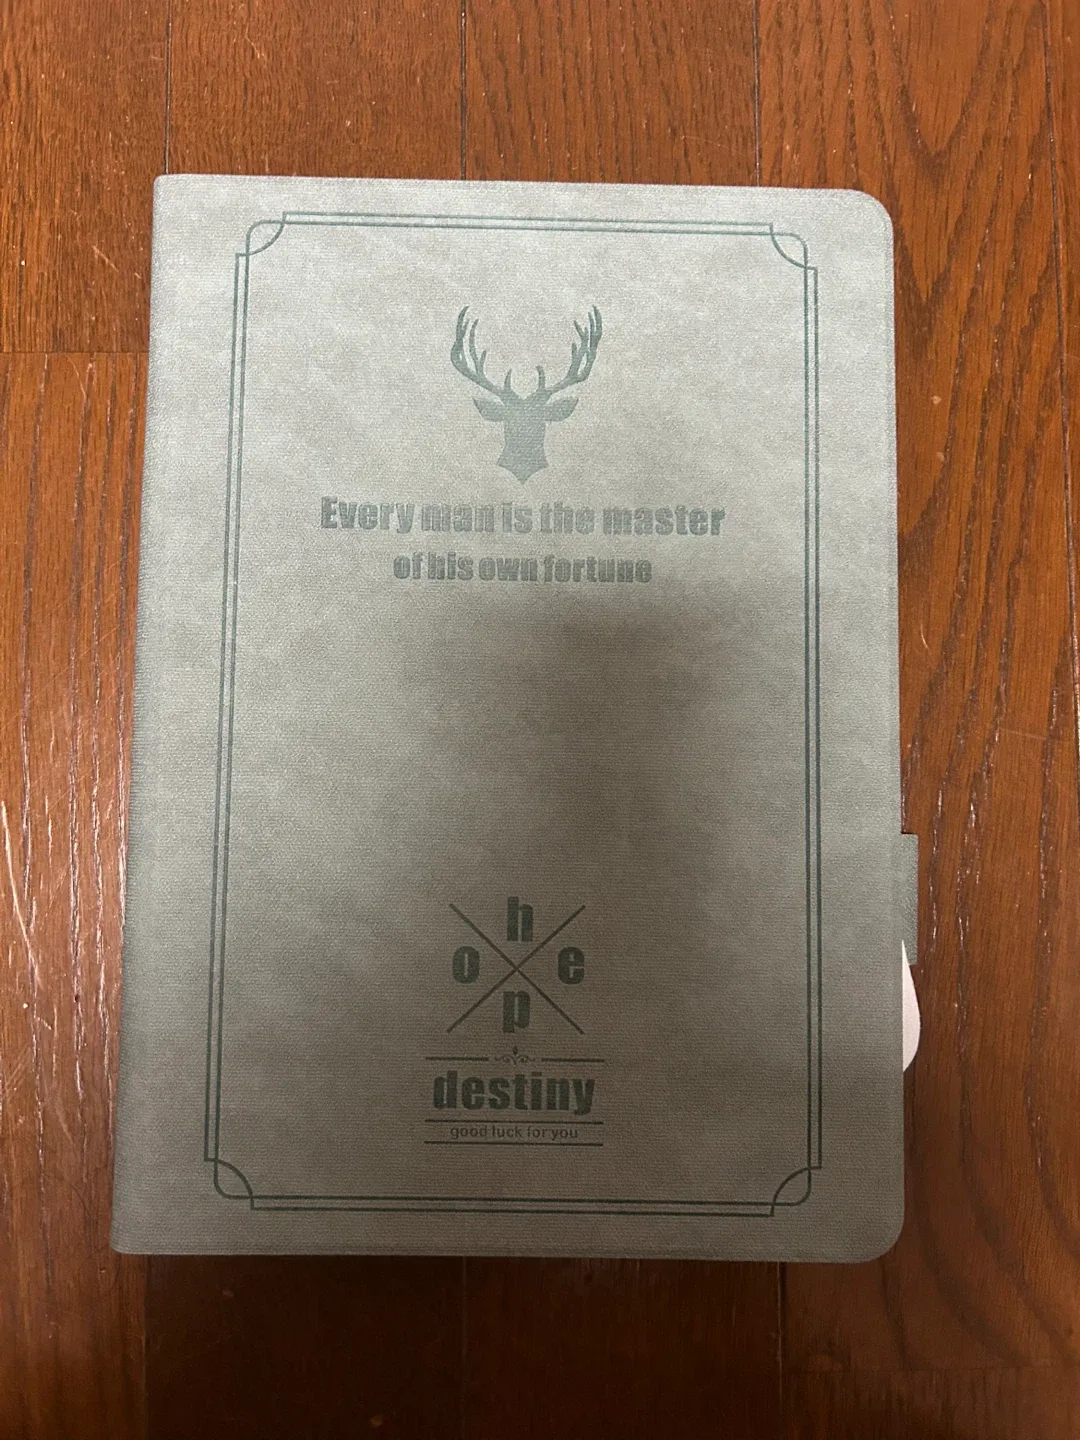 Every man is the master
of his own fortune
h
o e
p
destiny
good luck for you